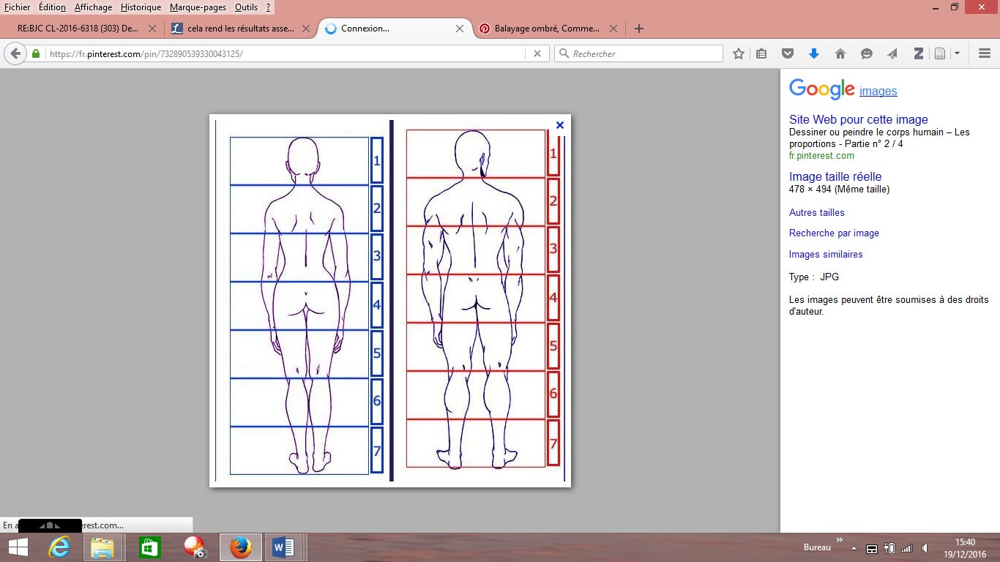 Fichier Édition Affichage Historique Marque-pages Outils ?
RE:BJC CL-2016-6318 (303) De... cela rend les résultats asse... Connexion... Balayage ombré, Comme...
https://fr.pinterest.com/pin/732890539330043125/ Rechercher
Google images
Site Web pour cette image
Dessiner ou peindre le corps humain – Les
proportions - Partie n° 2 / 4
fr.pinterest.com
Image taille réelle
478 × 494 (Même taille)
Autres tailles
Recherche par image
Images similaires
Type : JPG
Les images peuvent être soumises à des droits
d'auteur.
1 1
2 2
3 3
4 4
5 5
6 6
7 7
En a erest.com...
Bureau
15:40
19/12/2016